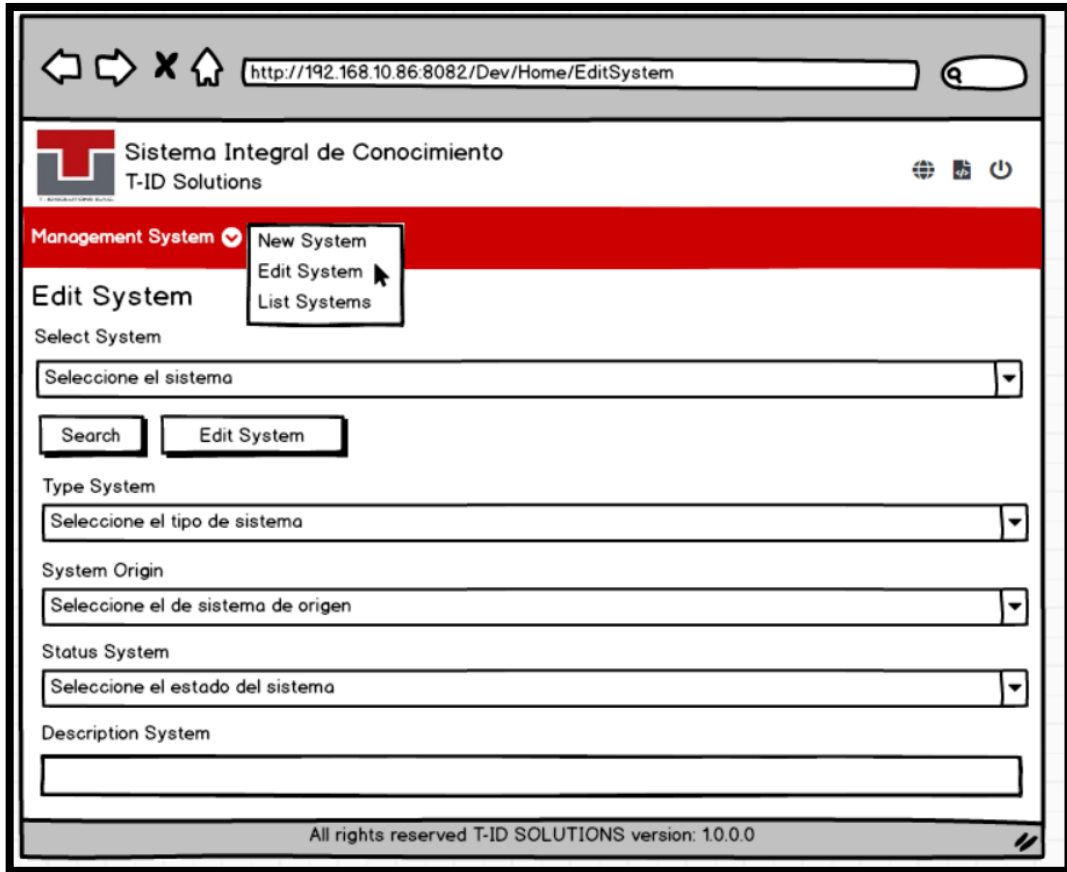 http://192.168.10.86:8082/Dev/Home/EditSystem
Sistema Integral de Conocimiento
T-ID Solutions
Management System
New System
Edit System
List Systems
Edit System
Select System
Seleccione el sistema
Search
Edit System
Type System
Seleccione el tipo de sistema
System Origin
Seleccione el de sistema de origen
Status System
Seleccione el estado del sistema
Description System
All rights reserved T-ID SOLUTIONS version: 1.0.0.0